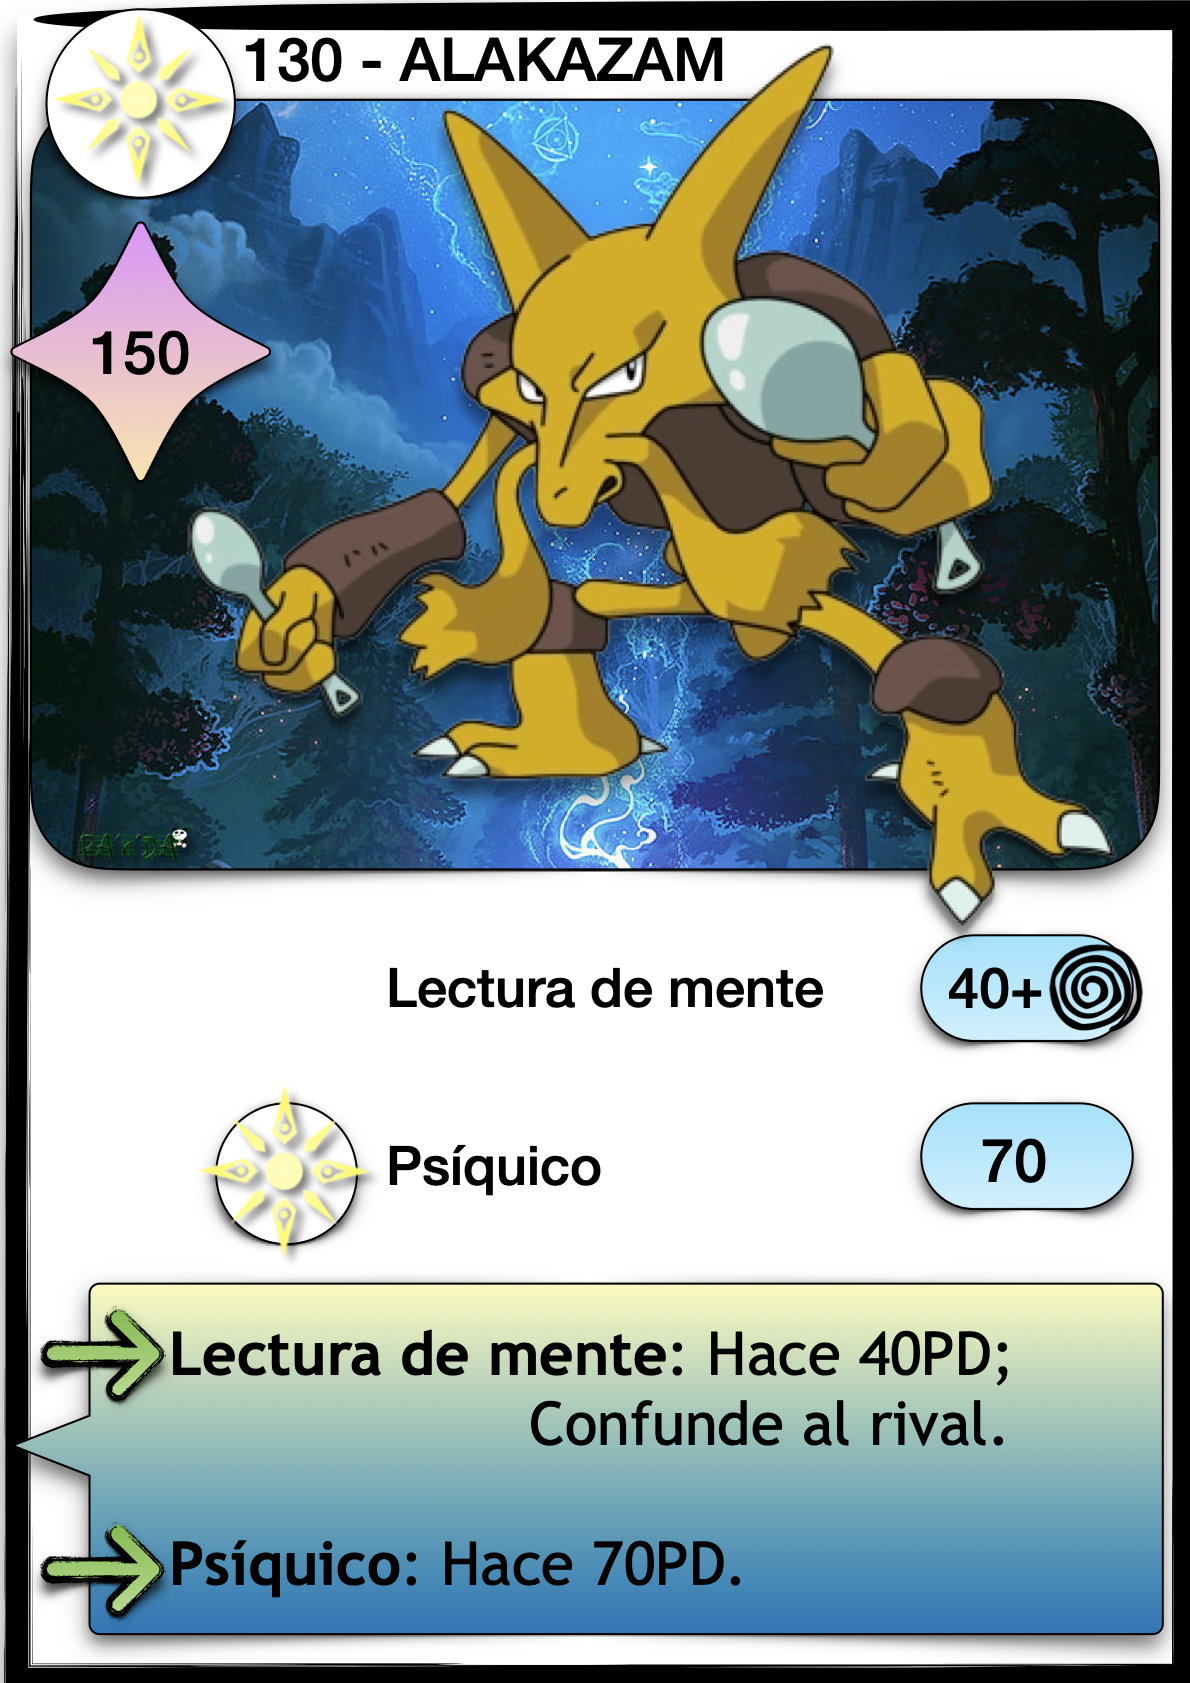 130 - ALAKAZAM
150
Lectura de mente
40+
Psíquico
70
Lectura de mente: Hace 40PD;
Confunde al rival.
Psíquico: Hace 70PD.